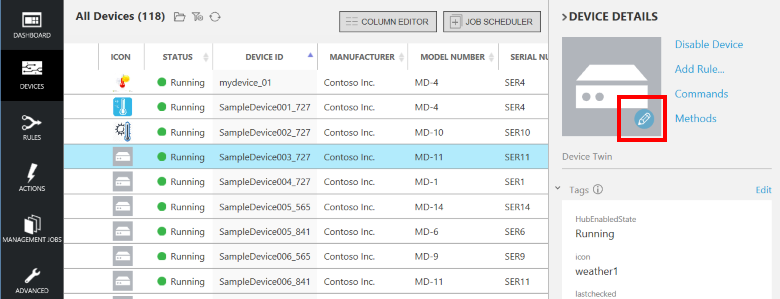 DASHBOARD
DEVICES
RULES
ACTIONS
MANAGEMENT JOBS
ADVANCED
All Devices (118)
COLUMN EDITOR
JOB SCHEDULER
ICON STATUS DEVICE ID MANUFACTURER MODEL NUMBER SERIAL NU
Running mydevice_01 Contoso Inc. MD-4 SER4
Running SampleDevice001_727 Contoso Inc. MD-4 SER4
Running SampleDevice002_727 Contoso Inc. MD-10 SER10
Running SampleDevice003_727 Contoso Inc. MD-11 SER11
Running SampleDevice004_727 Contoso Inc. MD-1 SER1
Running SampleDevice005_565 Contoso Inc. MD-14 SER14
Running SampleDevice005_841 Contoso Inc. MD-6 SER6
Running SampleDevice006_565 Contoso Inc. MD-9 SER9
Running SampleDevice006_841 Contoso Inc. MD-11 SER11
DEVICE DETAILS
Disable Device
Add Rule...
Commands
Methods
Device Twin
Tags Edit
HubEnabledState
Running
icon
weather1
lastchecked